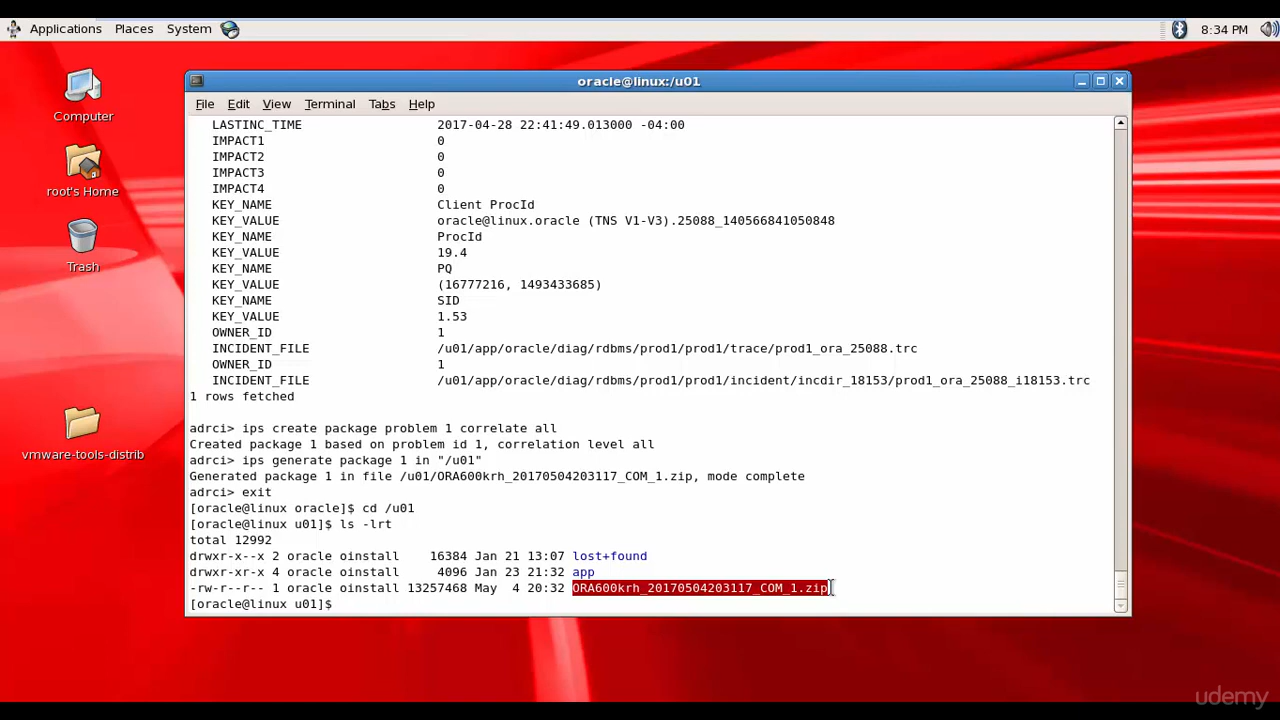 Applications Places System 8:34 PM
Computer
root's Home
Trash
vmware-tools-distrib
oracle@linux:/u01
File Edit View Terminal Tabs Help
LASTINC_TIME 2017-04-28 22:41:49.013000 -04:00
IMPACT1 0
IMPACT2 0
IMPACT3 0
IMPACT4 0
KEY_NAME Client ProcId
KEY_VALUE oracle@linux.oracle (TNS V1-V3).25088_140566841050848
KEY_NAME ProcId
KEY_VALUE 19.4
KEY_NAME PQ
KEY_VALUE (16777216, 1493433685)
KEY_NAME SID
KEY_VALUE 1.53
OWNER_ID 1
INCIDENT_FILE /u01/app/oracle/diag/rdbms/prod1/prod1/trace/prod1_ora_25088.trc
OWNER_ID 1
INCIDENT_FILE /u01/app/oracle/diag/rdbms/prod1/prod1/incident/incdir_18153/prod1_ora_25088_i18153.trc
1 rows fetched
adrci> ips create package problem 1 correlate all
Created package 1 based on problem id 1, correlation level all
adrci> ips generate package 1 in "/u01"
Generated package 1 in file /u01/ORA600krh_20170504203117_COM_1.zip, mode complete
adrci> exit
[oracle@linux oracle]$ cd /u01
[oracle@linux u01]$ ls -lrt
total 12992
drwxr-x--x 2 oracle oinstall 16384 Jan 21 13:07 lost+found
drwxr-xr-x 4 oracle oinstall 4096 Jan 23 21:32 app
-rw-r--r-- 1 oracle oinstall 13257468 May 4 20:32 ORA600krh_20170504203117_COM_1.zip
[oracle@linux u01]$
udemy